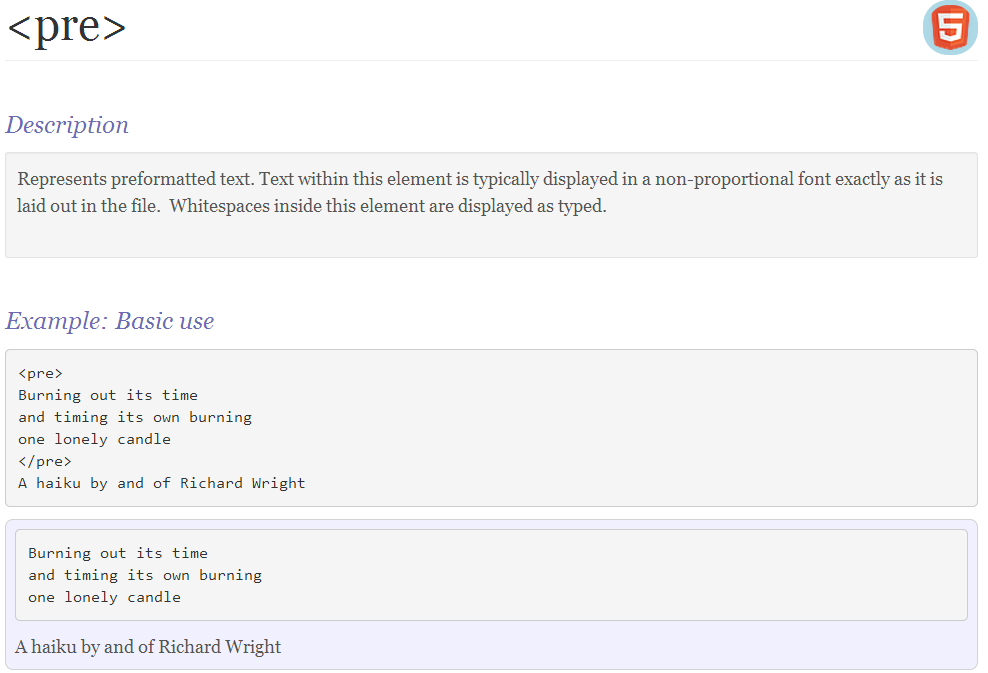 <pre>
5
Description
Represents preformatted text. Text within this element is typically displayed in a non-proportional font exactly as it is
laid out in the file.  Whitespaces inside this element are displayed as typed.
Example: Basic use
<pre>
Burning out its time
and timing its own burning
one lonely candle
</pre>
A haiku by and of Richard Wright
Burning out its time
and timing its own burning
one lonely candle
A haiku by and of Richard Wright